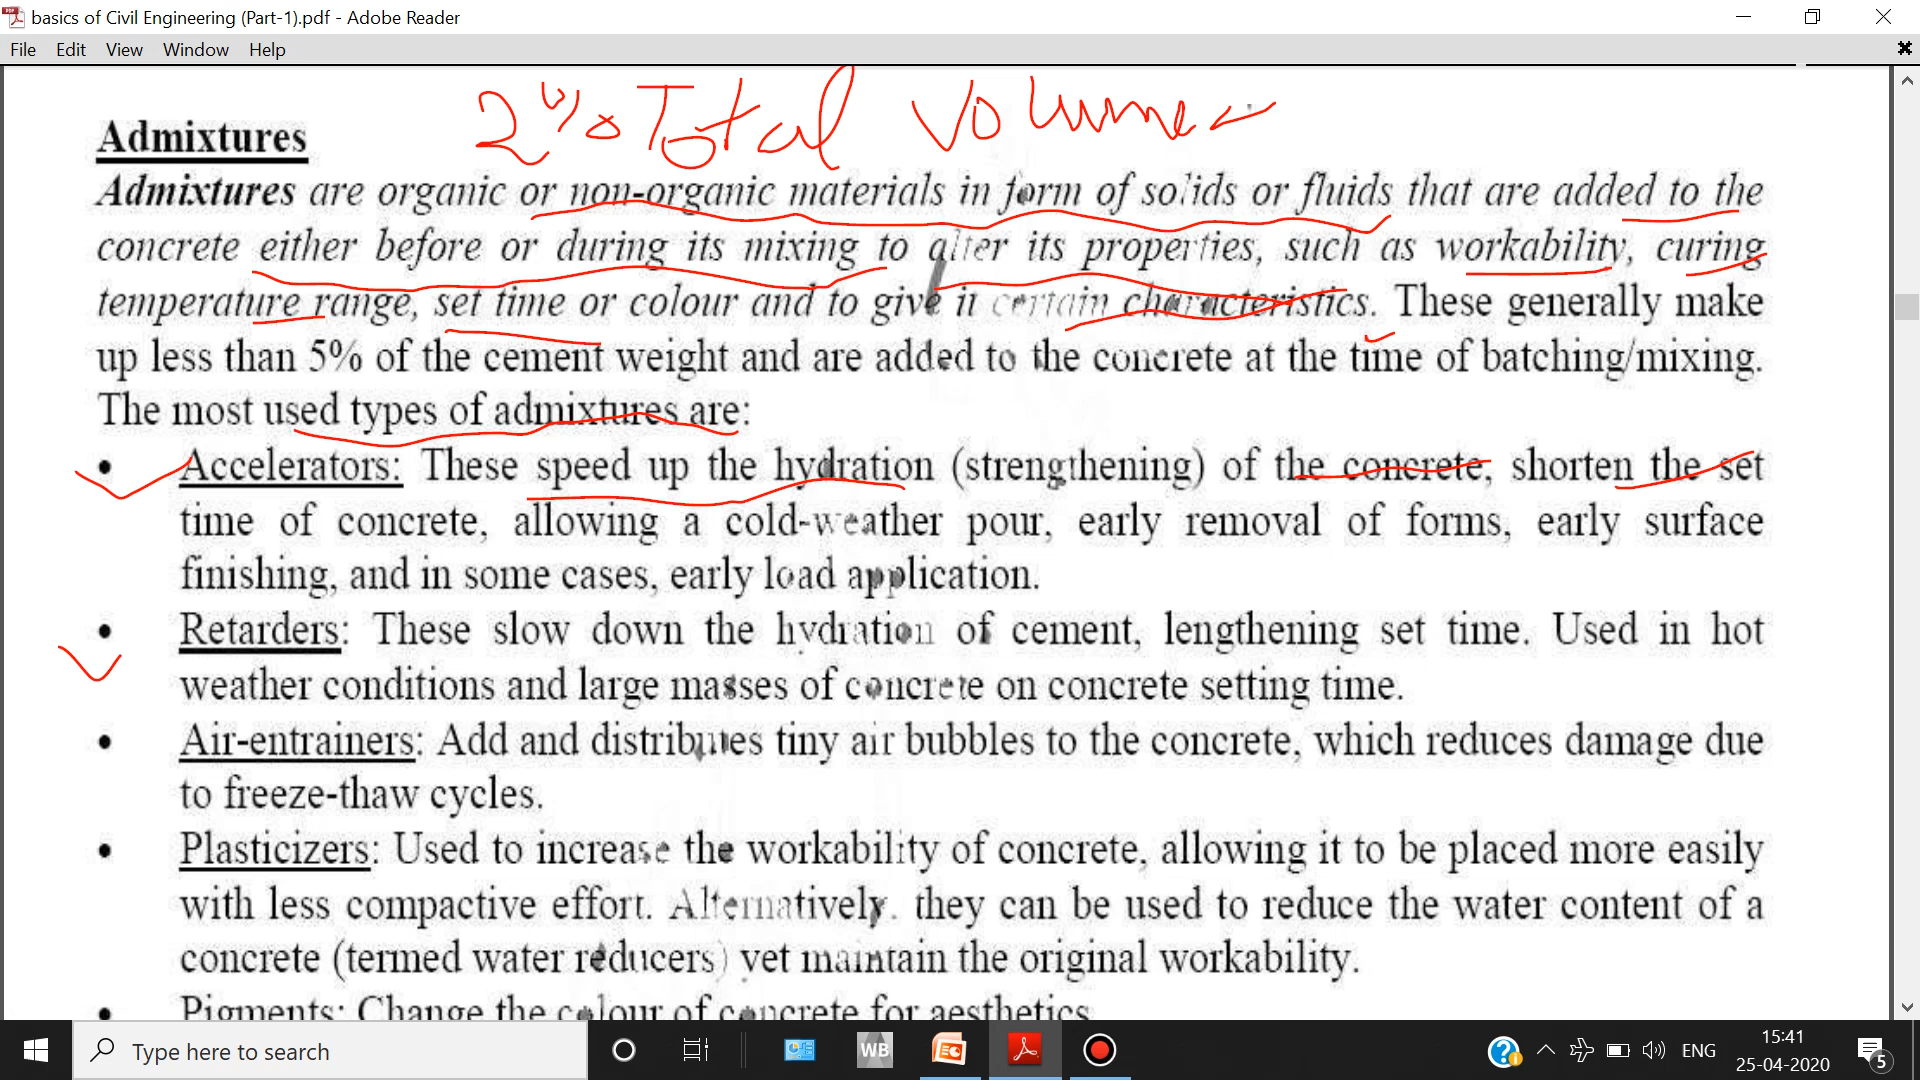 basics of Civil Engineering (Part-1).pdf - Adobe Reader
File Edit View Window Help
2% Total Volume
Admixtures
Admixtures are organic or non-organic materials in form of solids or fluids that are added to the
concrete either before or during its mixing to alter its properties, such as workability, curing
temperature range, set time or colour and to give it certain characteristics. These generally make
up less than 5% of the cement weight and are added to the concrete at the time of batching/mixing.
The most used types of admixtures are:
• Accelerators: These speed up the hydration (strengthening) of the concrete, shorten the set
time of concrete, allowing a cold-weather pour, early removal of forms, early surface
finishing, and in some cases, early load application.
• Retarders: These slow down the hydration of cement, lengthening set time. Used in hot
weather conditions and large masses of concrete on concrete setting time.
• Air-entrainers: Add and distributes tiny air bubbles to the concrete, which reduces damage due
to freeze-thaw cycles.
• Plasticizers: Used to increase the workability of concrete, allowing it to be placed more easily
with less compactive effort. Alternatively, they can be used to reduce the water content of a
concrete (termed water reducers) yet maintain the original workability.
• Pigments: Change the colour of concrete for aesthetics
Type here to search
WB
ENG
15:41
25-04-2020
5